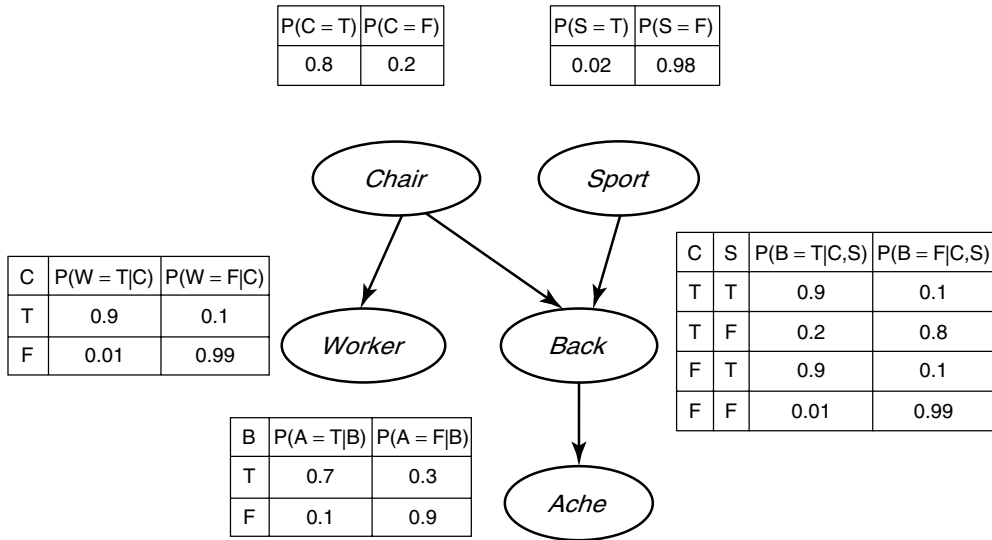 P(C = T) P(C = F)
0.8 0.2
P(S = T) P(S = F)
0.02 0.98
Chair
Sport
C P(W = T|C) P(W = F|C)
T 0.9 0.1
F 0.01 0.99
C S P(B = T|C,S) P(B = F|C,S)
T T 0.9 0.1
T F 0.2 0.8
F T 0.9 0.1
F F 0.01 0.99
Worker
Back
B P(A = T|B) P(A = F|B)
T 0.7 0.3
F 0.1 0.9
Ache